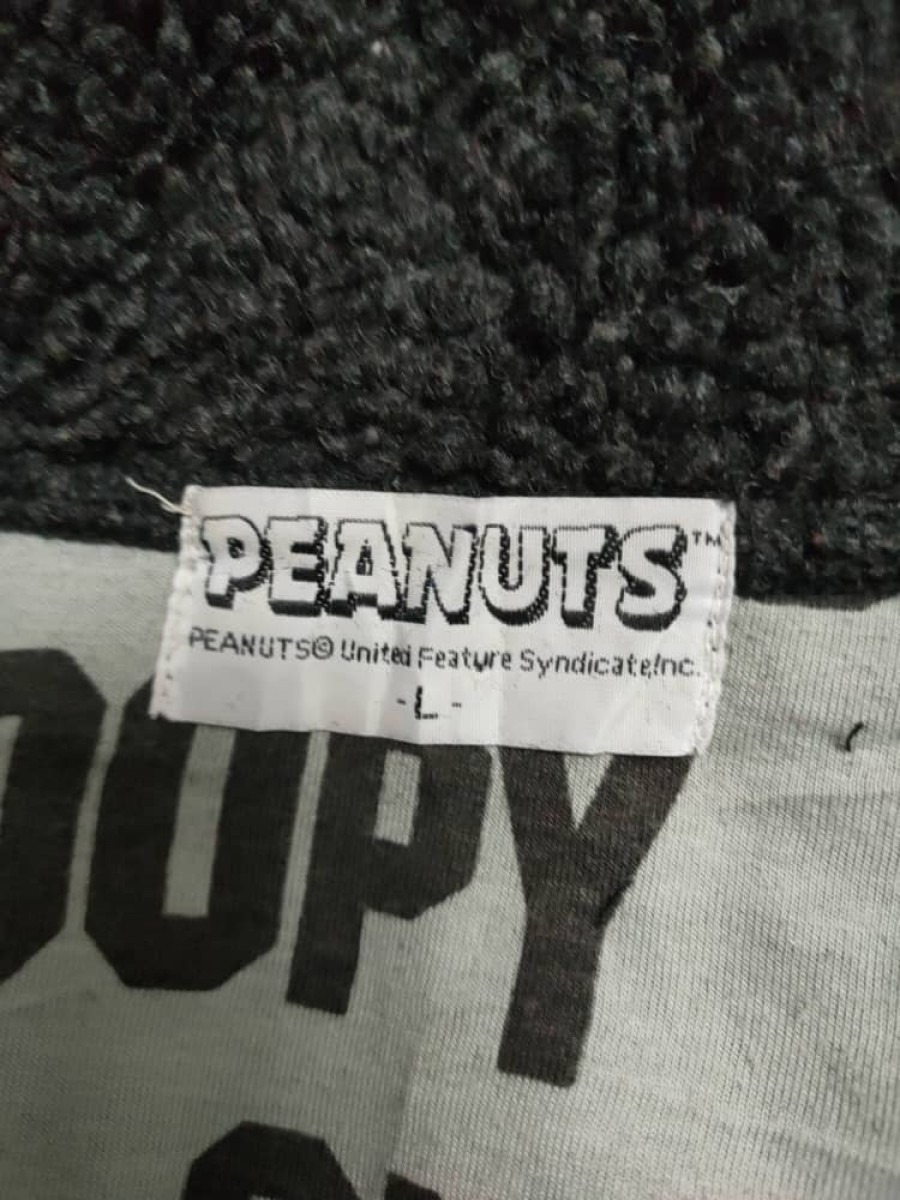 PEANUTS™
PEANUTS© United Feature Syndicate,Inc.
-L-
OOPY